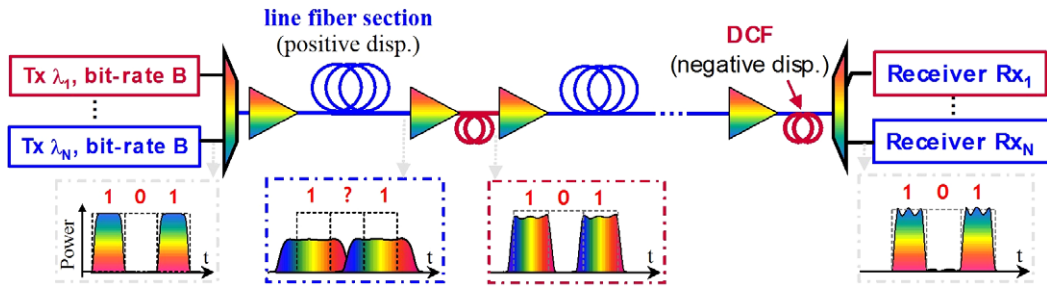 line fiber section
(positive disp.)
DCF
(negative disp.)
Tx λ1, bit-rate B
Tx λN, bit-rate B
Receiver Rx1
Receiver RxN
1 0 1
Power
t
1 ? 1
t
1 0 1
t
1 0 1
t